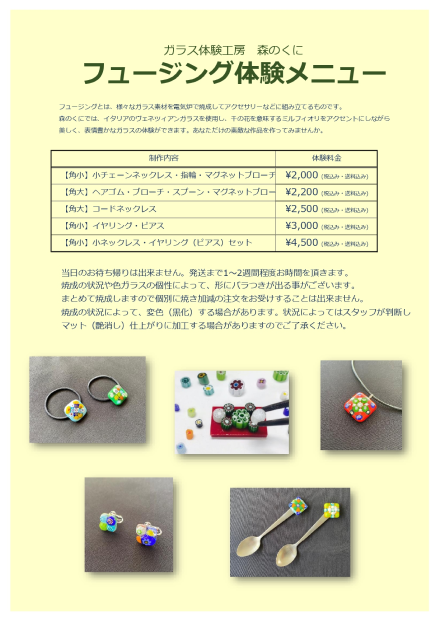 ガラス体験工房　森のくに
フュージング体験メニュー
フュージングとは、様々なガラス素材を電気炉で焼成してアクセサリーなどに組み立てるものです。
森のくにでは、イタリアのヴェネッィアンガラスを使用し、千の花を意味するミルフィオリをアクセントにしながら
美しく、表情豊かなガラスの体験ができます。あなただけの素敵な作品を作ってみませんか。
制作内容　体験料金
【角小】小チェーンネックレス・指輪・マグネットブローチ　¥2,000（税込み・送料込み）
【角大】ヘアゴム・ブローチ・スプーン・マグネットブロー　¥2,200（税込み・送料込み）
【角大】コードネックレス　¥2,500（税込み・送料込み）
【角小】イヤリング・ピアス　¥3,000（税込み・送料込み）
【角小】小ネックレス・イヤリング（ピアス）セット　¥4,500（税込み・送料込み）
当日のお待ち帰りは出来ません。発送まで1～2週間程度お時間を頂きます。
焼成の状況や色ガラスの個性によって、形にバラつきが出る事がございます。
まとめて焼成しますので個別に焼き加減の注文をお受けすることは出来ません。
焼成の状況によって、変色（黒化）する場合があります。状況によってはスタッフが判断し
マット（艶消し）仕上がりに加工する場合がありますのでご了承ください。